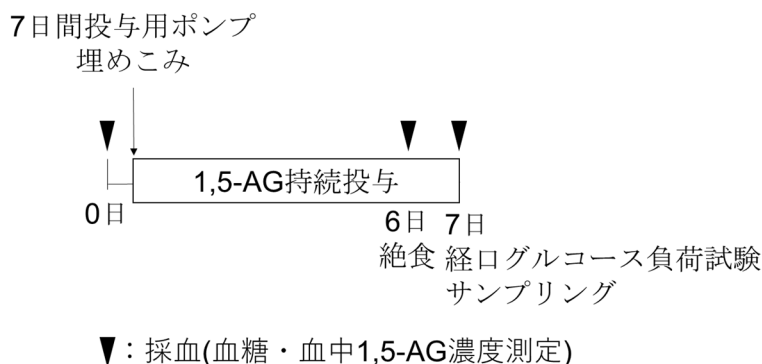 7日間投与用ポンプ
埋めこみ
1,5-AG持続投与
0日
6日 7日
絶食 経口グルコース負荷試験
サンプリング
▼：採血(血糖・血中1,5-AG濃度測定)